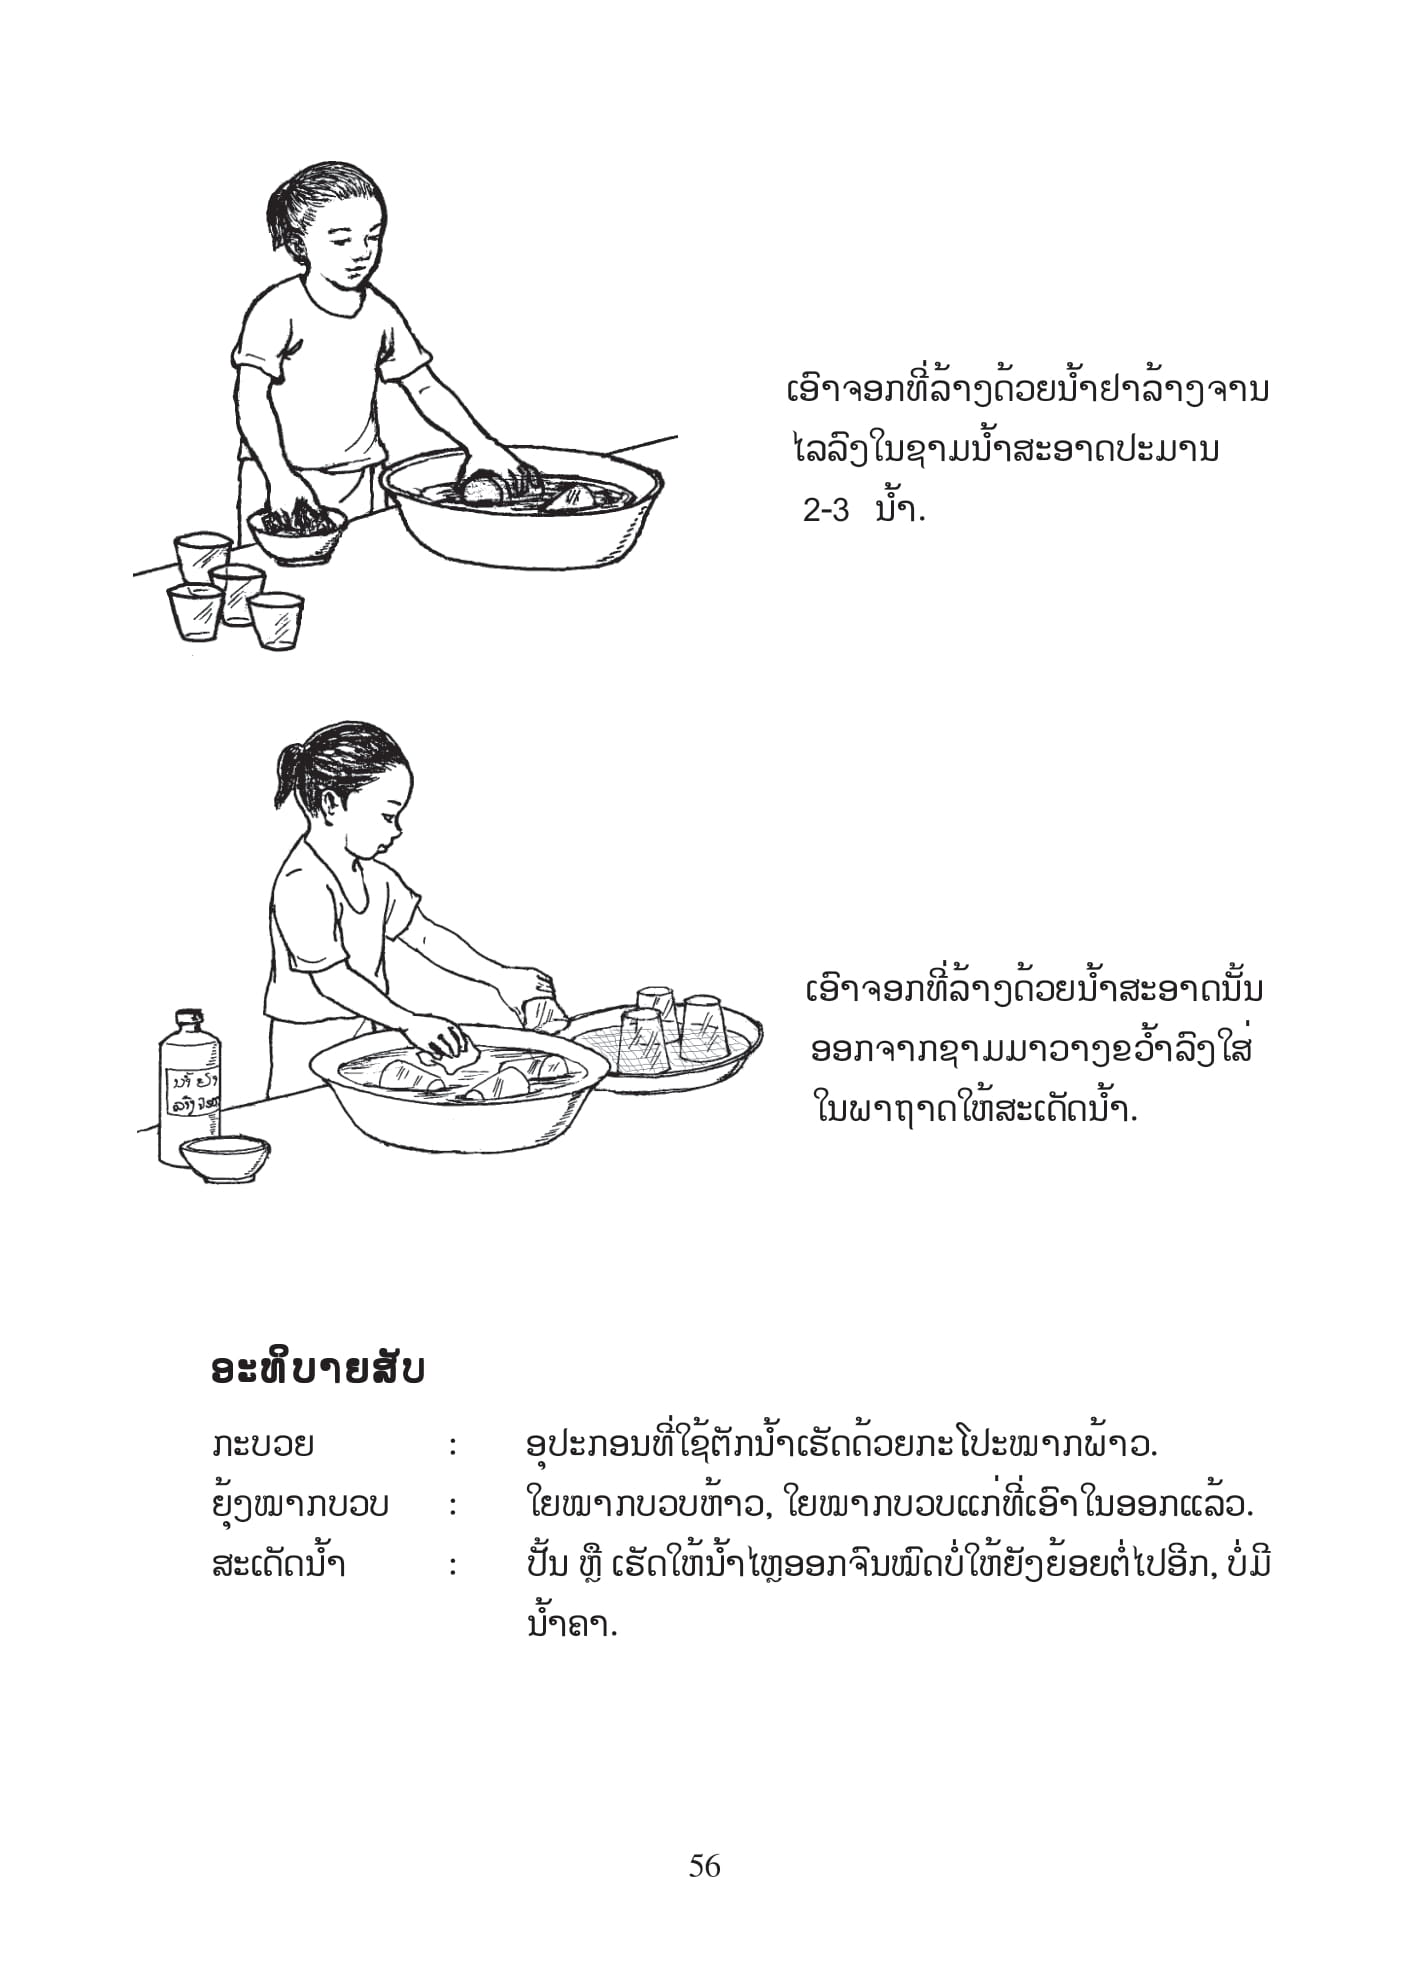 ເອົາຈອກທີ່ລ້າງດ້ວຍນ້ຳຢາລ້າງຈານ
ໄລລົງໃນຊາມນ້ຳສະອາດປະມານ
2-3 ນ້ຳ.
ເອົາຈອກທີ່ລ້າງດ້ວຍນ້ຳສະອາດນັ້ນ
ອອກຈາກຊາມມາວາງຂວ້ຳລົງໃສ່
ໃນພາຖາດໃຫ້ສະເດັດນ້ຳ.
ນ້ຳ ຢາ
ລ້າງ ຈານ
ອະທິບາຍສັບ
ກະບວຍ : ອຸປະກອນທີ່ໃຊ້ຕັກນ້ຳເຮັດດ້ວຍກະໂປະໝາກພ້າວ.
ຍຸ້ງໝາກບວບ : ໃຍໝາກບວບຫ້າວ, ໃຍໝາກບວບແກ່ທີ່ເອົາໃນອອກແລ້ວ.
ສະເດັດນ້ຳ : ປັ້ນ ຫຼື ເຮັດໃຫ້ນ້ຳໄຫຼອອກຈົນໝົດບໍ່ໃຫ້ຍັງຍ້ອຍຕໍ່ໄປອີກ, ບໍ່ມີ
ນ້ຳຄາ.
56